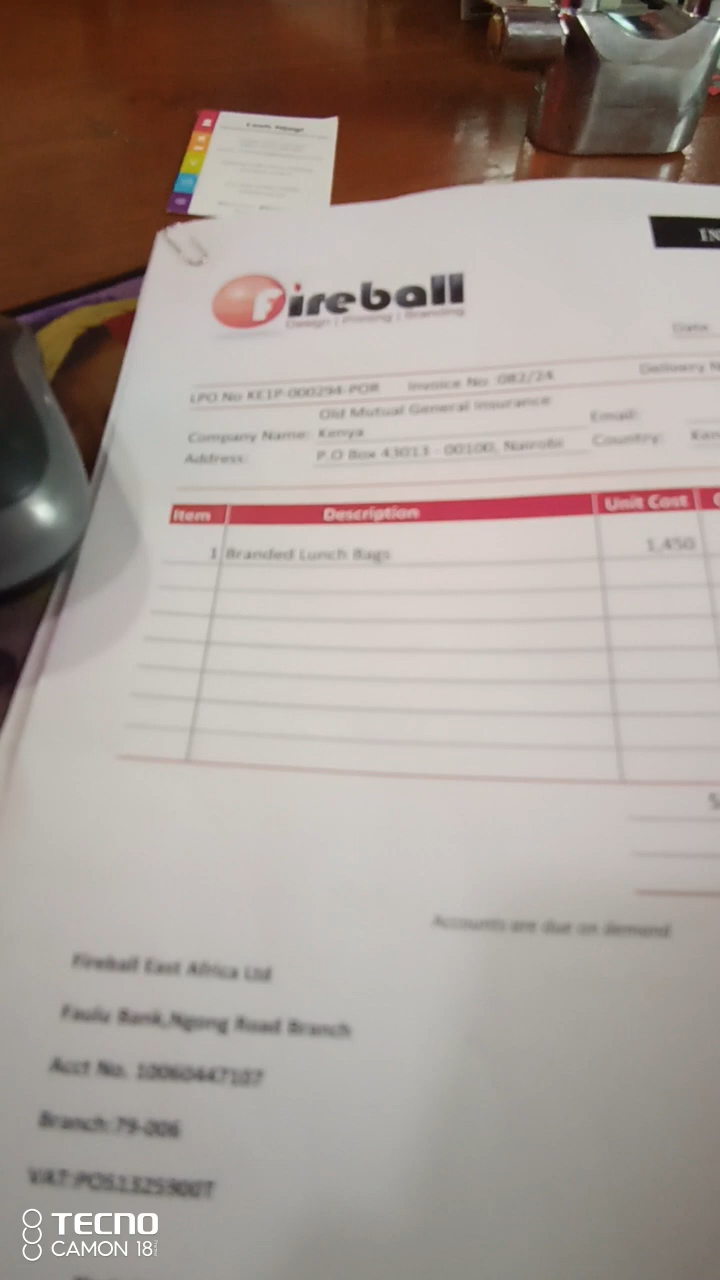 IN
Fireball
Design | Printing | Branding
Date
LPO No KE1P-000294-POR Invoice No :082/24 Delivery N
Old Mutual General Insurance
Company Name: Kenya Email:
Address: P.O Box 43013 - 00100, Nairobi Country: Ken
Item Description Unit Cost
1 Branded Lunch Bags 1,450
Accounts are due on demand
Fireball East Africa Ltd
Faulu Bank,Ngong Road Branch
Acct No. 10060447107
Branch:79-006
VAT:P051325900T
TECNO
CAMON 18